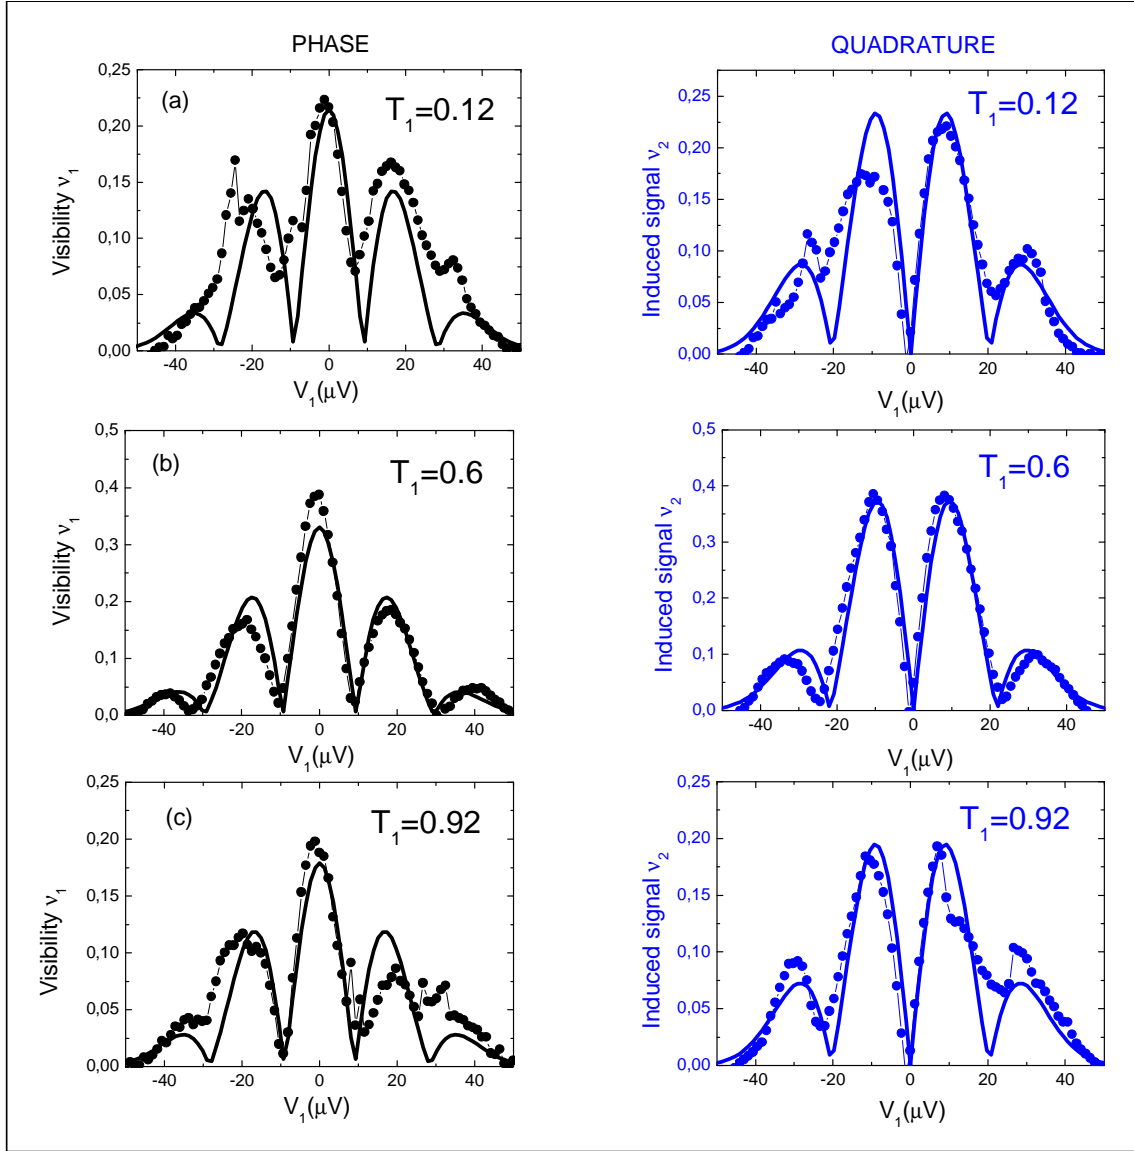 PHASE
QUADRATURE
(a)
T1=0.12
Visibility ν1
0,25
0,20
0,15
0,10
0,05
0,00
-40 -20 0 20 40
V1(μV)
T1=0.12
Induced signal ν2
0,25
0,20
0,15
0,10
0,05
0,00
-40 -20 0 20 40
V1(μV)
(b)
T1=0.6
Visibility ν1
0,5
0,4
0,3
0,2
0,1
0,0
-40 -20 0 20 40
V1(μV)
T1=0.6
Induced signal ν2
0,5
0,4
0,3
0,2
0,1
0,0
-40 -20 0 20 40
V1(μV)
(c)
T1=0.92
Visibility ν1
0,25
0,20
0,15
0,10
0,05
0,00
-40 -20 0 20 40
V1(μV)
T1=0.92
Induced signal ν2
0,25
0,20
0,15
0,10
0,05
0,00
-40 -20 0 20 40
V1(μV)